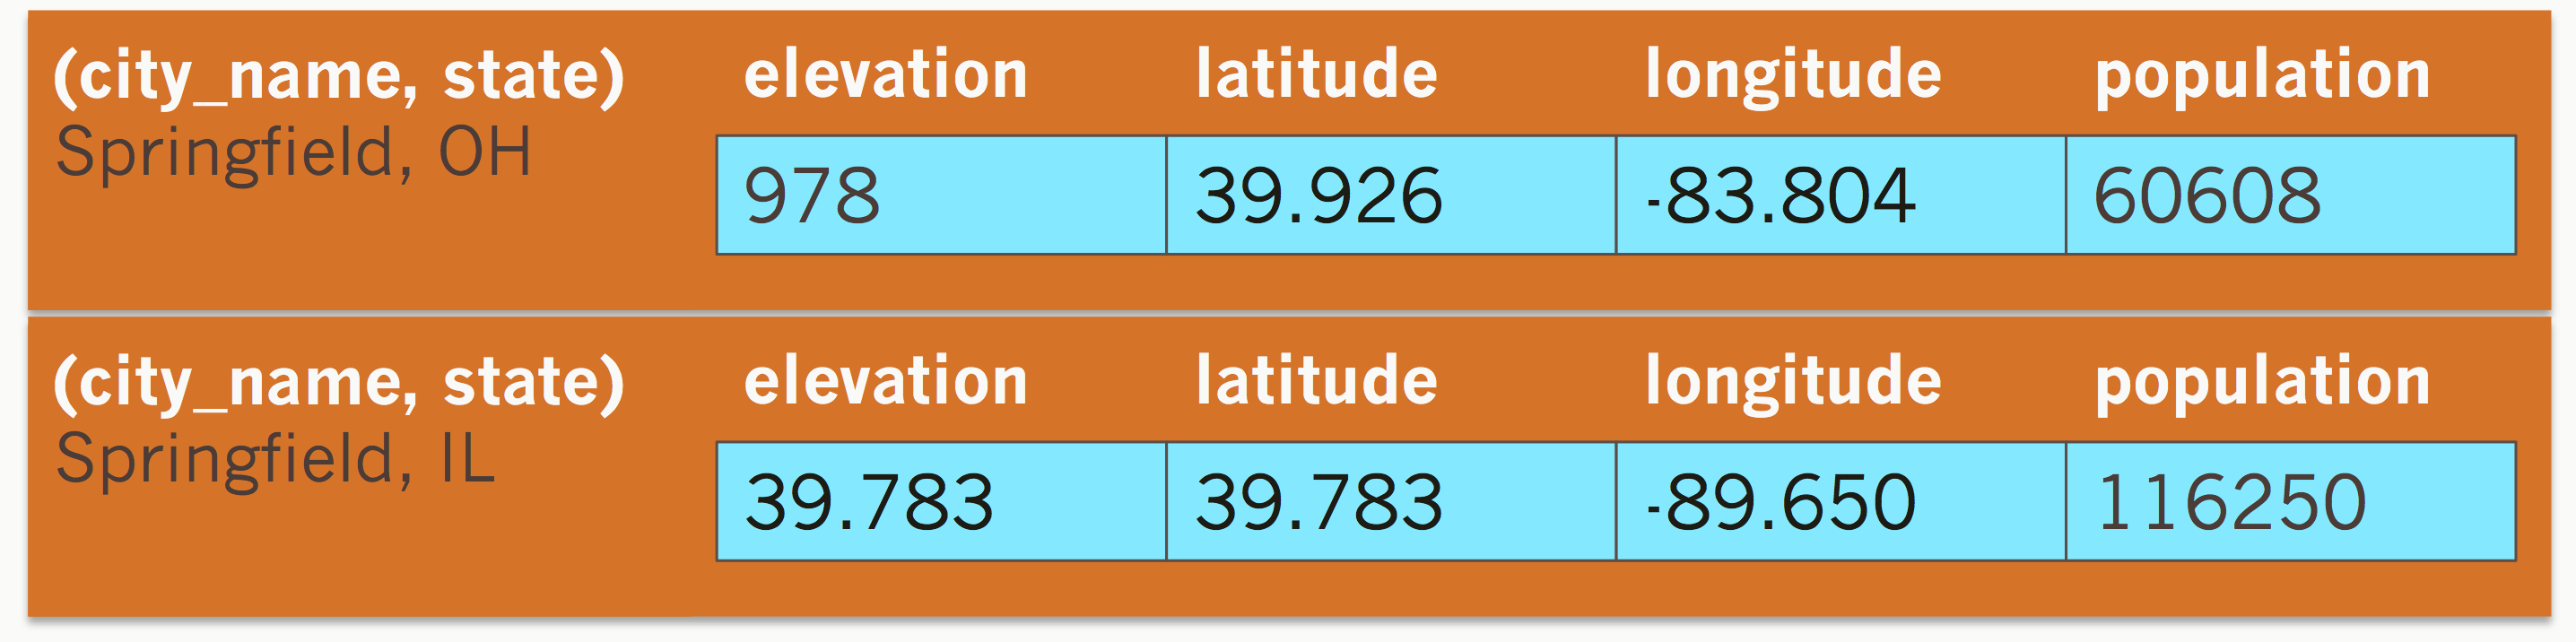 (city_name, state) elevation latitude longitude population
Springfield, OH
978 39.926 -83.804 60608
(city_name, state) elevation latitude longitude population
Springfield, IL
39.783 39.783 -89.650 116250